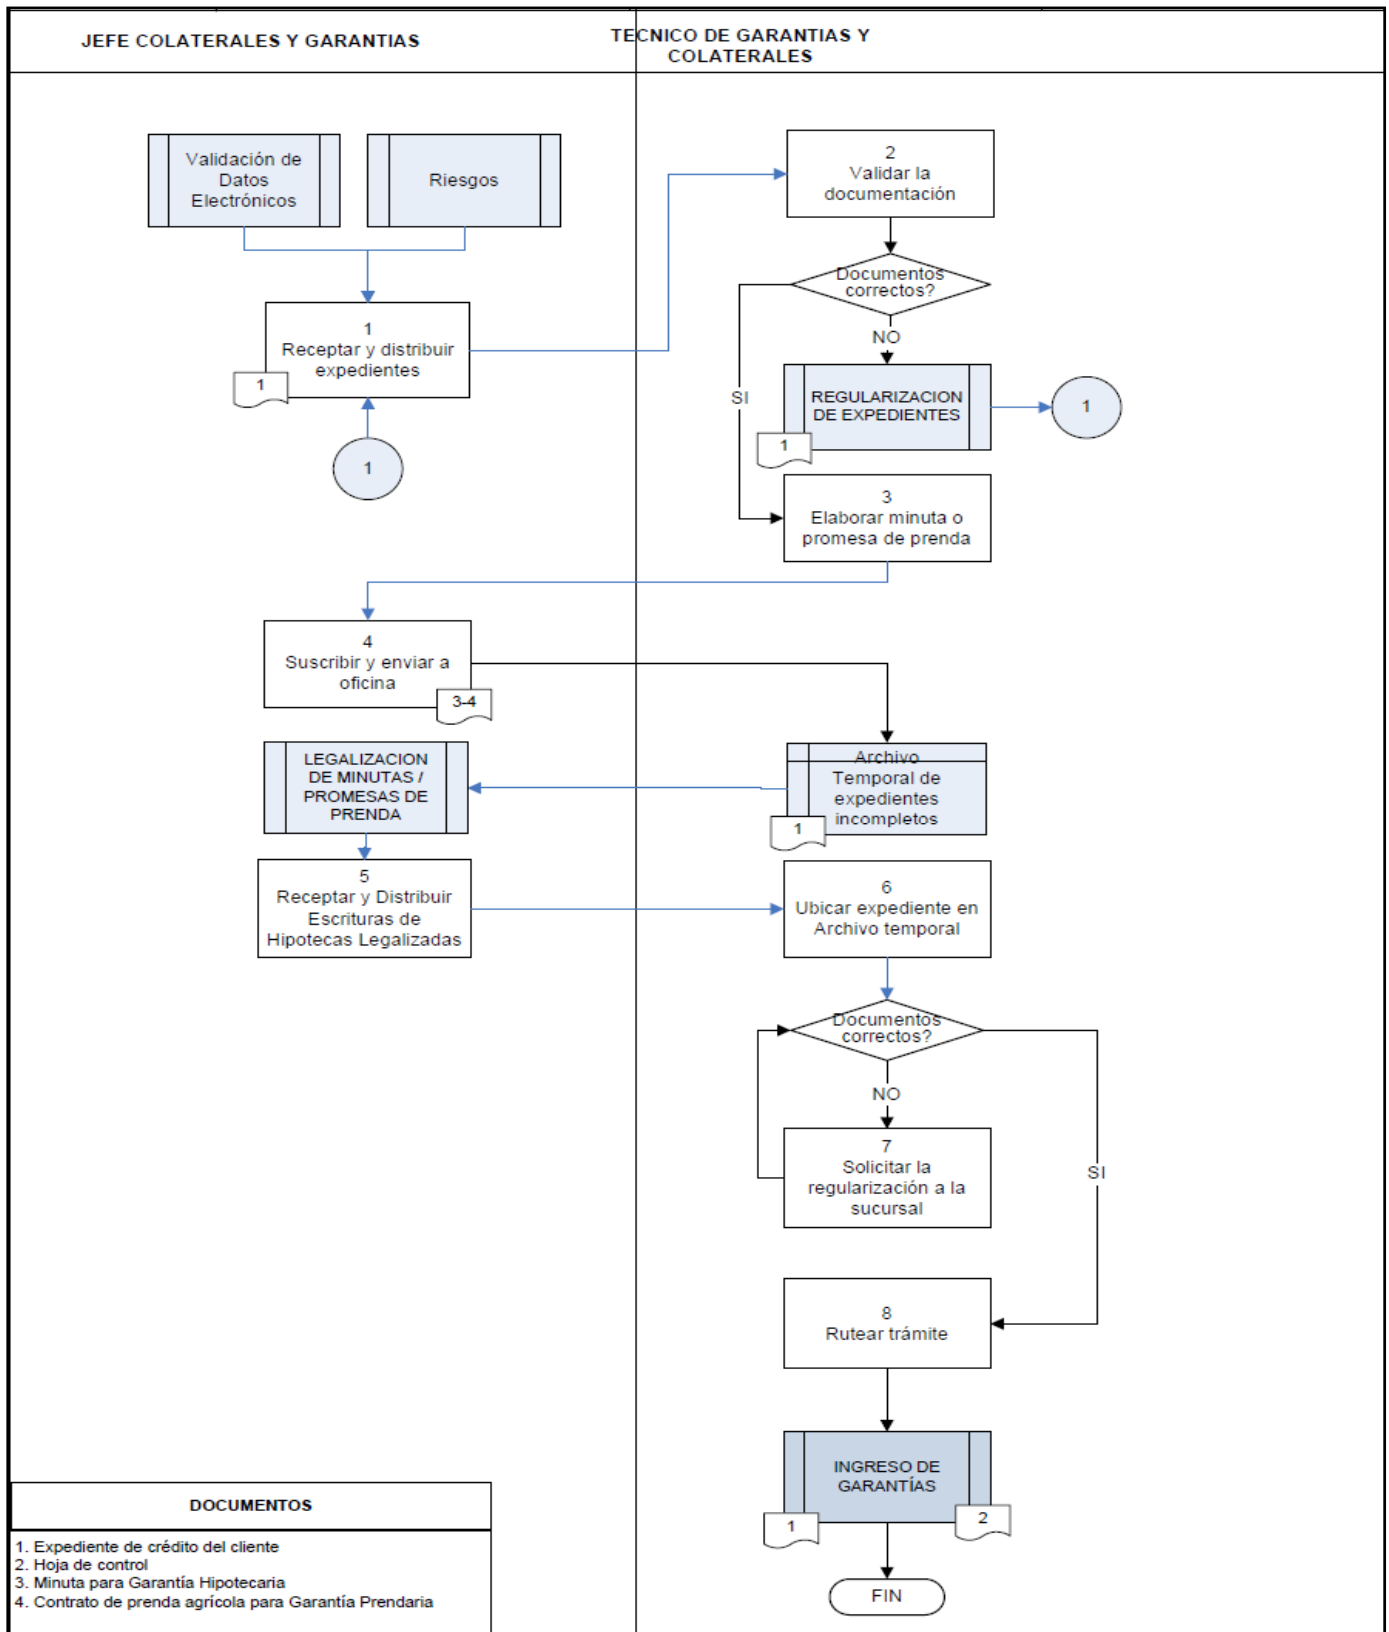 JEFE COLATERALES Y GARANTIAS
TECNICO DE GARANTIAS Y
COLATERALES
Validación de
Datos
Electrónicos
Riesgos
2
Validar la
documentación
Documentos
correctos?
NO
SI
1
Receptar y distribuir
expedientes
1
1
REGULARIZACION
DE EXPEDIENTES
1
1
3
Elaborar minuta o
promesa de prenda
4
Suscribir y enviar a
oficina
3-4
LEGALIZACION
DE MINUTAS /
PROMESAS DE
PRENDA
Archivo
Temporal de
expedientes
incompletos
1
5
Receptar y Distribuir
Escrituras de
Hipotecas Legalizadas
6
Ubicar expediente en
Archivo temporal
Documentos
correctos?
NO
SI
7
Solicitar la
regularización a la
sucursal
8
Rutear trámite
INGRESO DE
GARANTÍAS
1
2
FIN
DOCUMENTOS
1. Expediente de crédito del cliente
2. Hoja de control
3. Minuta para Garantía Hipotecaria
4. Contrato de prenda agrícola para Garantía Prendaria